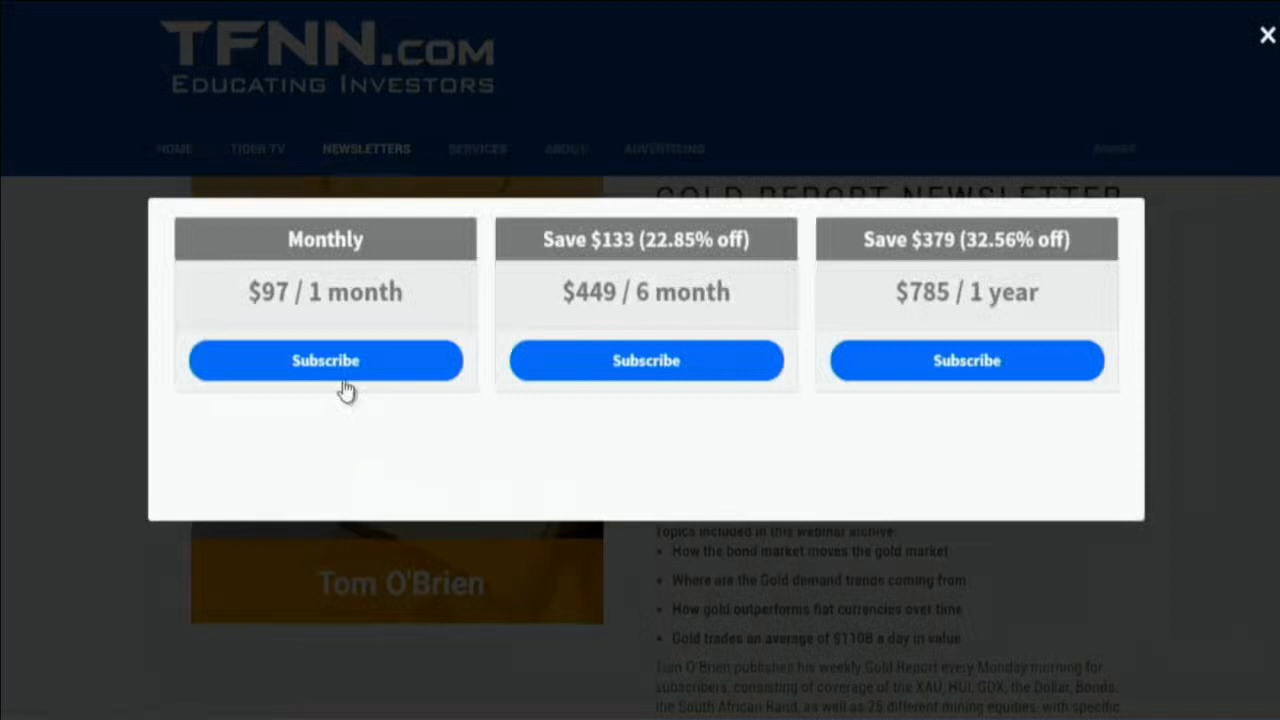 TFNN.COM
EDUCATING INVESTORS
HOME TIGER TV NEWSLETTERS SERVICES ABOUT ADVERTISING
GOLD REPORT NEWSLETTER
Monthly
$97 / 1 month
Subscribe
Save $133 (22.85% off)
$449 / 6 month
Subscribe
Save $379 (32.56% off)
$785 / 1 year
Subscribe
Tom O'Brien
Topics included in this webinar archive:
• How the bond market moves the gold market
• Where are the Gold demand trends coming from
• How gold outperforms fiat currencies over time
• Gold trades an average of $110B a day in value
Tom O'Brien publishes his weekly Gold Report every Monday morning for
subscribers, consisting of coverage of the XAU, HUI, GDX, the Dollar, Bonds,
the South African Rand, as well as 25 different mining equities, with specific